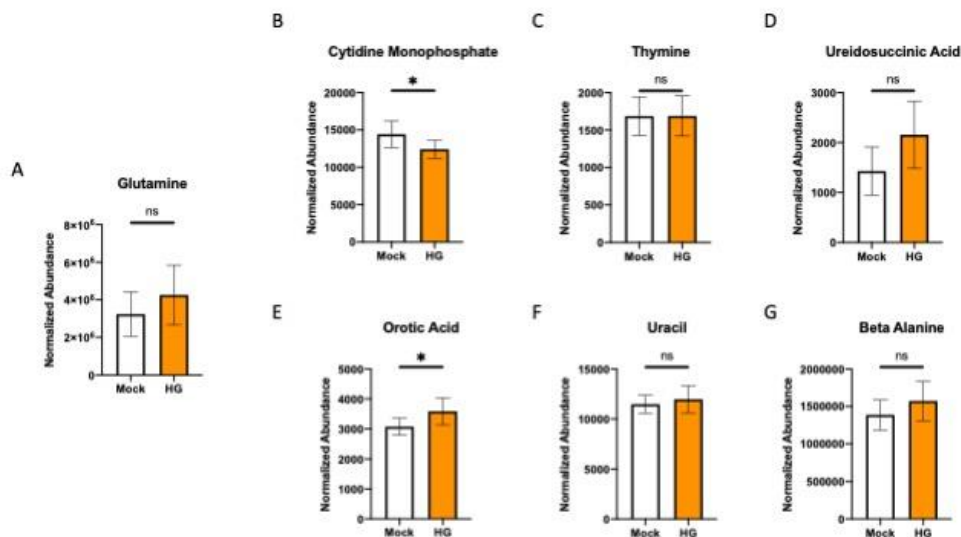 A
Glutamine
ns
Normalized Abundance
8×10⁶
6×10⁶
4×10⁶
2×10⁶
0
Mock HG
B
Cytidine Monophosphate
*
Normalized Abundance
20000
15000
10000
5000
0
Mock HG
C
Thymine
ns
Normalized Abundance
2000
1500
1000
500
0
Mock HG
D
Ureidosuccinic Acid
ns
Normalized Abundance
3000
2000
1000
0
Mock HG
E
Orotic Acid
*
Normalized Abundance
5000
4000
3000
2000
1000
0
Mock HG
F
Uracil
ns
Normalized Abundance
15000
10000
5000
0
Mock HG
G
Beta Alanine
ns
Normalized Abundance
2000000
1500000
1000000
500000
0
Mock HG